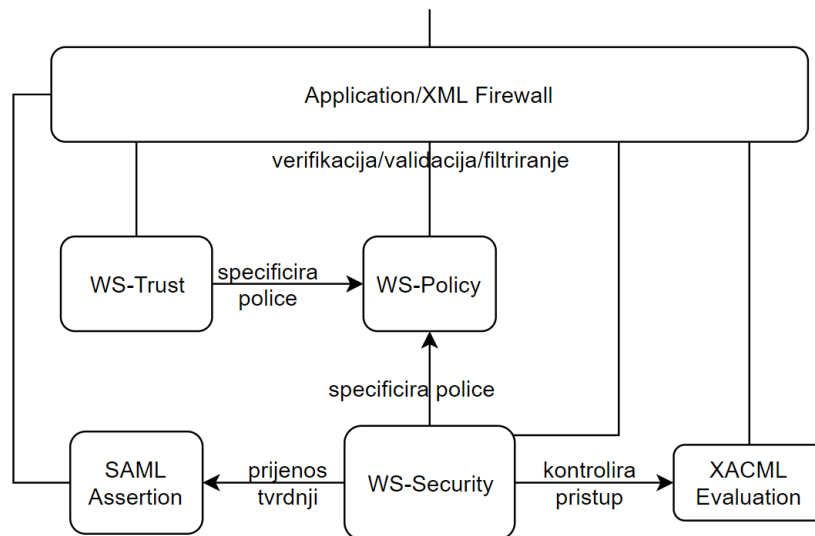 Application/XML Firewall
verifikacija/validacija/filtriranje
WS-Trust
specificira
police
WS-Policy
specificira police
SAML
Assertion
prijenos
tvrdnji
WS-Security
kontrolira
pristup
XACML
Evaluation